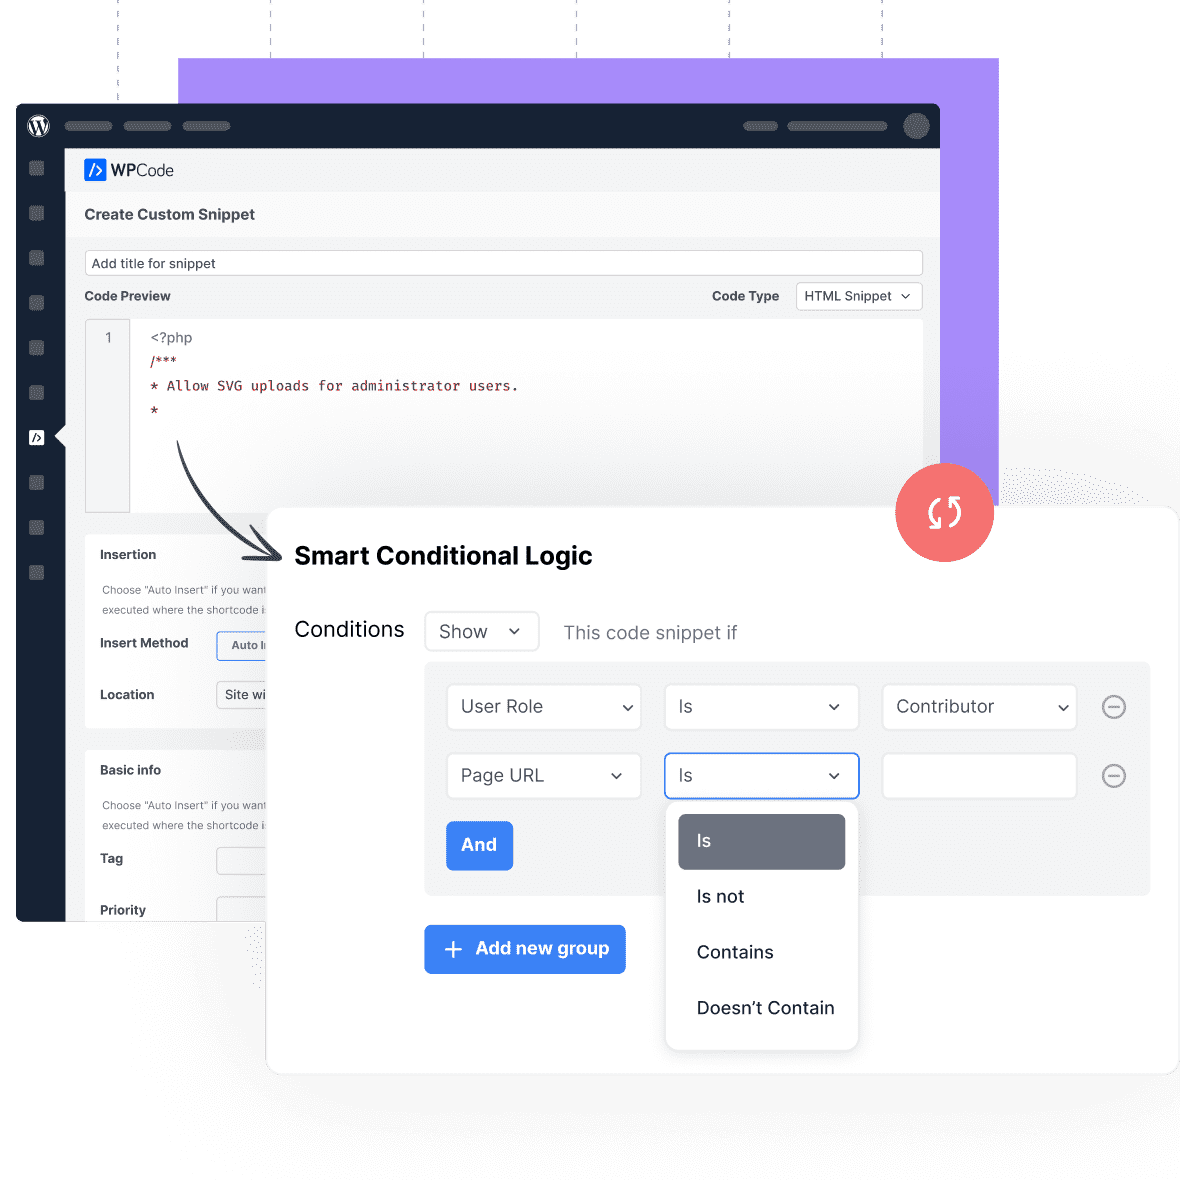 WPCode
Create Custom Snippet
Add title for snippet
Code Preview
Code Type
HTML Snippet
1
<?php
/***
* Allow SVG uploads for administrator users.
*
Insertion
Choose "Auto Insert" if you want
executed where the shortcode
Insert Method
Auto
Location
Site
Basic info
Choose "Auto Insert" if you want
executed where the shortcode
Tag
Priority
Smart Conditional Logic
Conditions
Show
This code snippet if
User Role
Is
Contributor
Page URL
Is
And
Is
Is not
Contains
Doesn’t Contain
+ Add new group